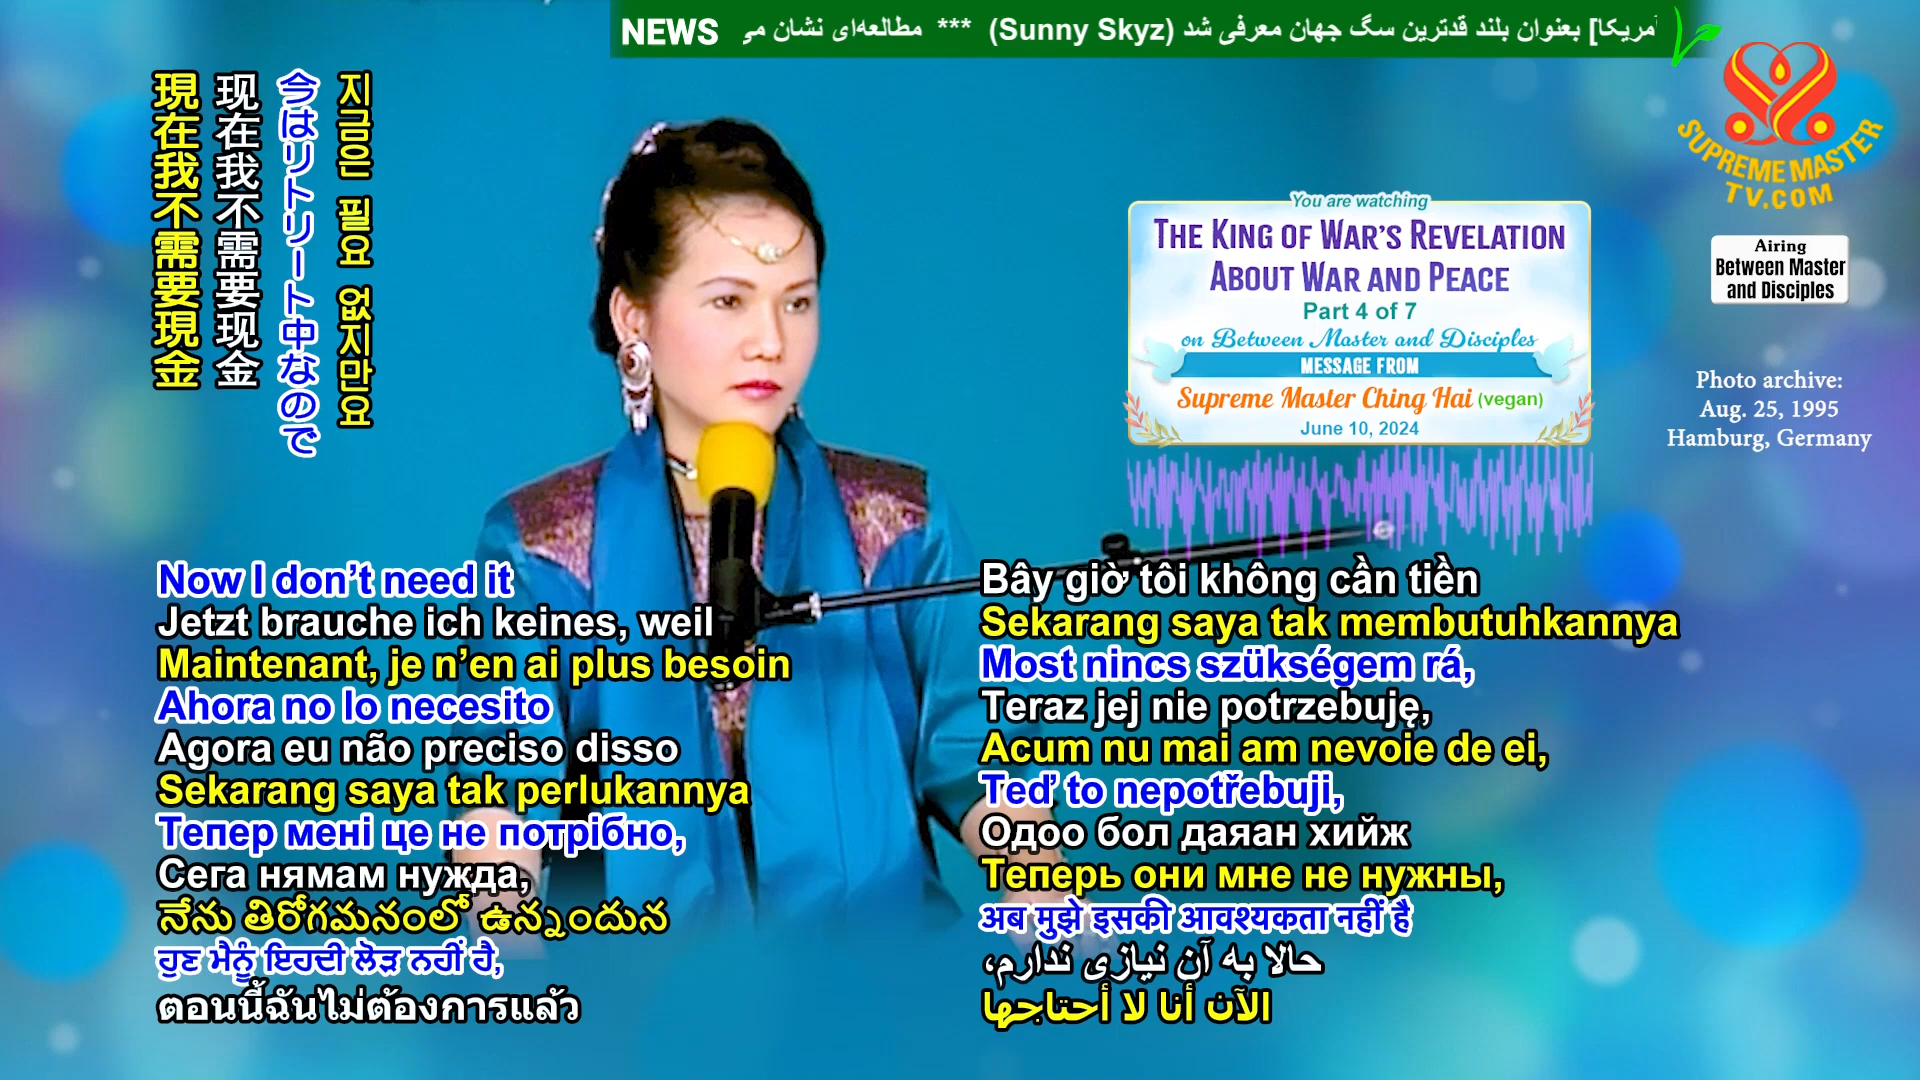 NEWS
آمریکا] بعنوان بلند قدترین سگ جهان معرفی شد (Sunny Skyz) *** مطالعه‌ای نشان می
SUPREME MASTER
TV.COM
Airing
Between Master
and Disciples
Photo archive:
Aug. 25, 1995
Hamburg, Germany
You are watching
THE KING OF WAR'S REVELATION
ABOUT WAR AND PEACE
Part 4 of 7
on Between Master and Disciples
MESSAGE FROM
Supreme Master Ching Hai (vegan)
June 10, 2024
지금은 필요 없지만요
今はリトリート中なので
现在我不需要现金
現在我不需要現金
Now I don't need it
Jetzt brauche ich keines, weil
Maintenant, je n'en ai plus besoin
Ahora no lo necesito
Agora eu não preciso disso
Sekarang saya tak perlukannya
Тепер мені це не потрібно,
Сега нямам нужда,
నేను తిరోగమనంలో ఉన్నందున
ਹੁਣ ਮੈਨੂੰ ਇਹਦੀ ਲੋੜ ਨਹੀਂ ਹੈ,
ตอนนี้ฉันไม่ต้องการแล้ว
Bây giờ tôi không cần tiền
Sekarang saya tak membutuhkannya
Most nincs szükségem rá,
Teraz jej nie potrzebuję,
Acum nu mai am nevoie de ei,
Teď to nepotřebuji,
Одоо бол даяан хийж
Теперь они мне не нужны,
अब मुझे इसकी आवश्यकता नहीं है
حالا به آن نیازی ندارم،
الآن أنا لا أحتاجها